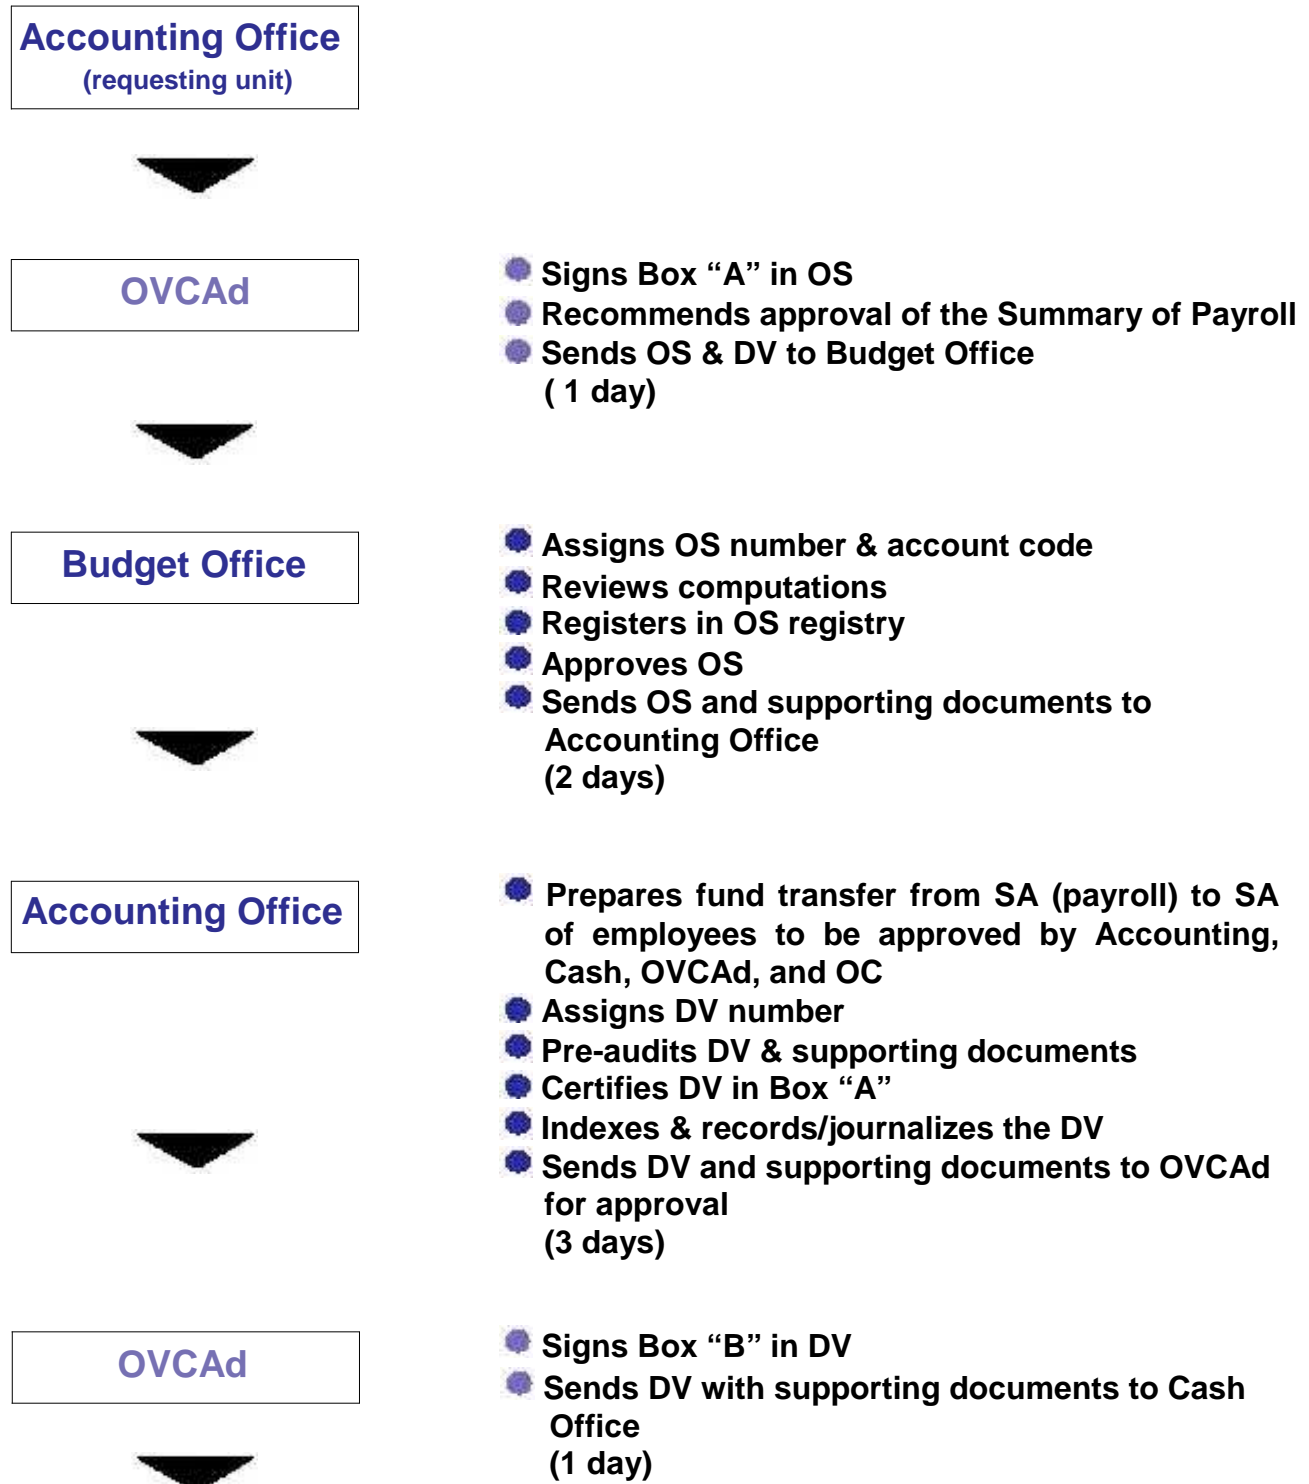 Accounting Office
(requesting unit)
OVCAd
Signs Box “A” in OS
Recommends approval of the Summary of Payroll
Sends OS & DV to Budget Office
( 1 day)
Budget Office
Assigns OS number & account code
Reviews computations
Registers in OS registry
Approves OS
Sends OS and supporting documents to
Accounting Office
(2 days)
Accounting Office
Prepares fund transfer from SA (payroll) to SA
of employees to be approved by Accounting,
Cash, OVCAd, and OC
Assigns DV number
Pre-audits DV & supporting documents
Certifies DV in Box “A”
Indexes & records/journalizes the DV
Sends DV and supporting documents to OVCAd
for approval
(3 days)
OVCAd
Signs Box “B” in DV
Sends DV with supporting documents to Cash
Office
(1 day)